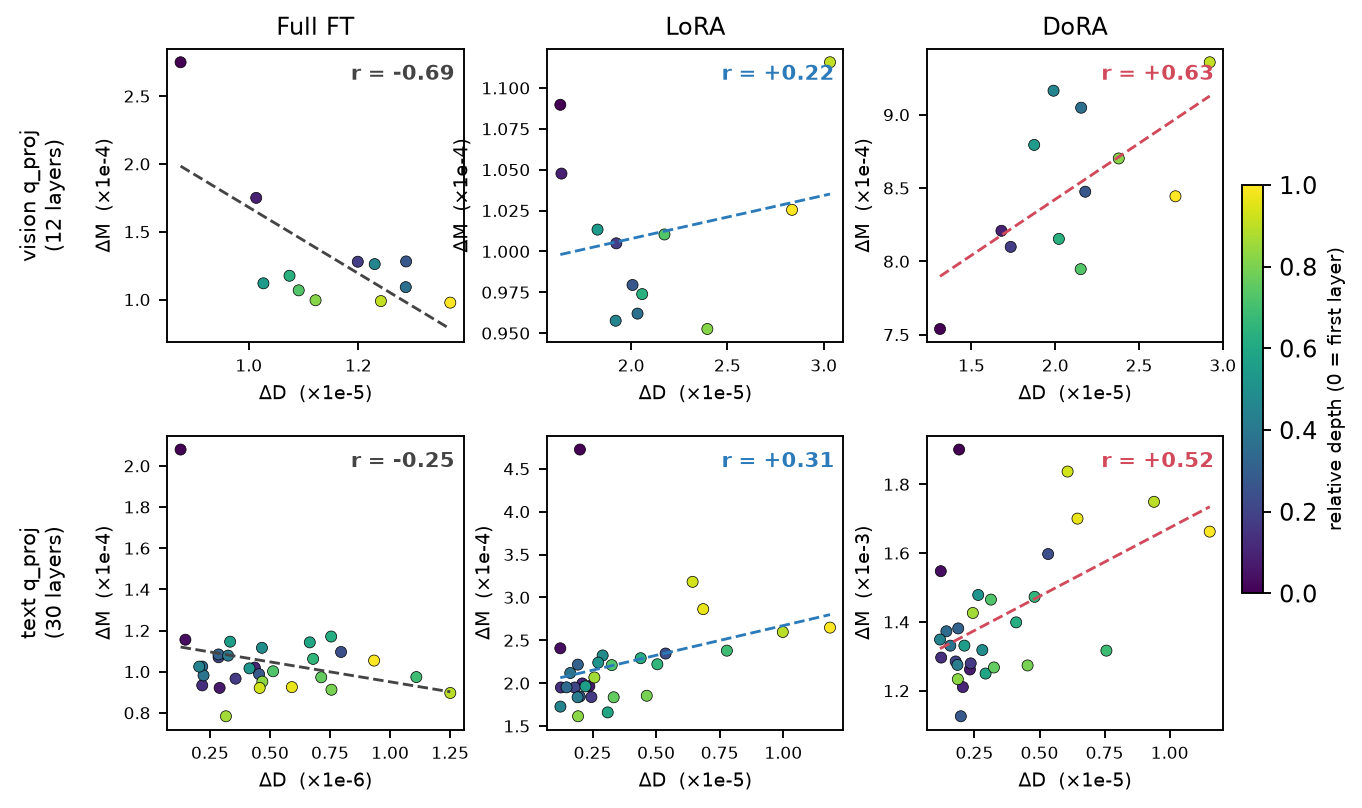 Full FT
LoRA
DoRA
vision q_proj
(12 layers)
ΔM (×1e-4)
2.5
2.0
1.5
1.0
r = -0.69
1.0
1.2
ΔD (×1e-5)
ΔM (×1e-4)
1.100
1.075
1.050
1.025
1.000
0.975
0.950
r = +0.22
2.0
2.5
3.0
ΔD (×1e-5)
ΔM (×1e-4)
9.0
8.5
8.0
7.5
r = +0.63
1.5
2.0
2.5
3.0
ΔD (×1e-5)
text q_proj
(30 layers)
ΔM (×1e-4)
2.0
1.8
1.6
1.4
1.2
1.0
0.8
r = -0.25
0.25
0.50
0.75
1.00
1.25
ΔD (×1e-6)
ΔM (×1e-4)
4.5
4.0
3.5
3.0
2.5
2.0
1.5
r = +0.31
0.25
0.50
0.75
1.00
ΔD (×1e-5)
ΔM (×1e-3)
1.8
1.6
1.4
1.2
r = +0.52
0.25
0.50
0.75
1.00
ΔD (×1e-5)
1.0
0.8
0.6
0.4
0.2
0.0
relative depth (0 = first layer)